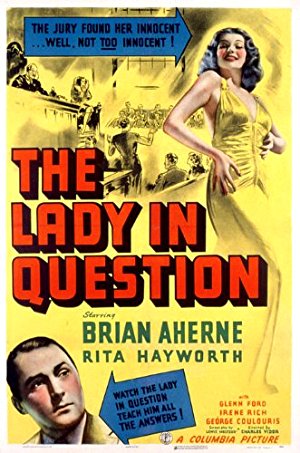 THE JURY FOUND HER INNOCENT
...WELL, NOT TOO INNOCENT!
THE
LADY IN
QUESTION
Starring
BRIAN AHERNE
RITA HAYWORTH
WATCH THE LADY
IN QUESTION
TEACH HIM ALL
THE ANSWERS!
with
GLENN FORD
IRENE RICH
GEORGE COULOURIS
Directed by
CHARLES VIDOR
A COLUMBIA PICTURE